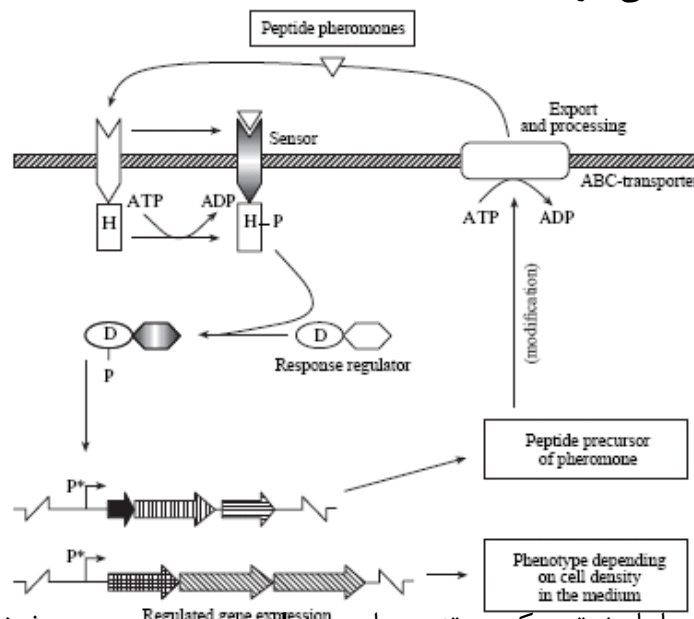 Peptide pheromones
Sensor
Export
and processing
ABC-transporter
ATP
ADP
ATP
ADP
H
H
P
(modification)
D
P
D
Response regulator
Peptide precursor
of pheromone
P*
P*
Phenotype depending
on cell density
in the medium
Regulated gene expression